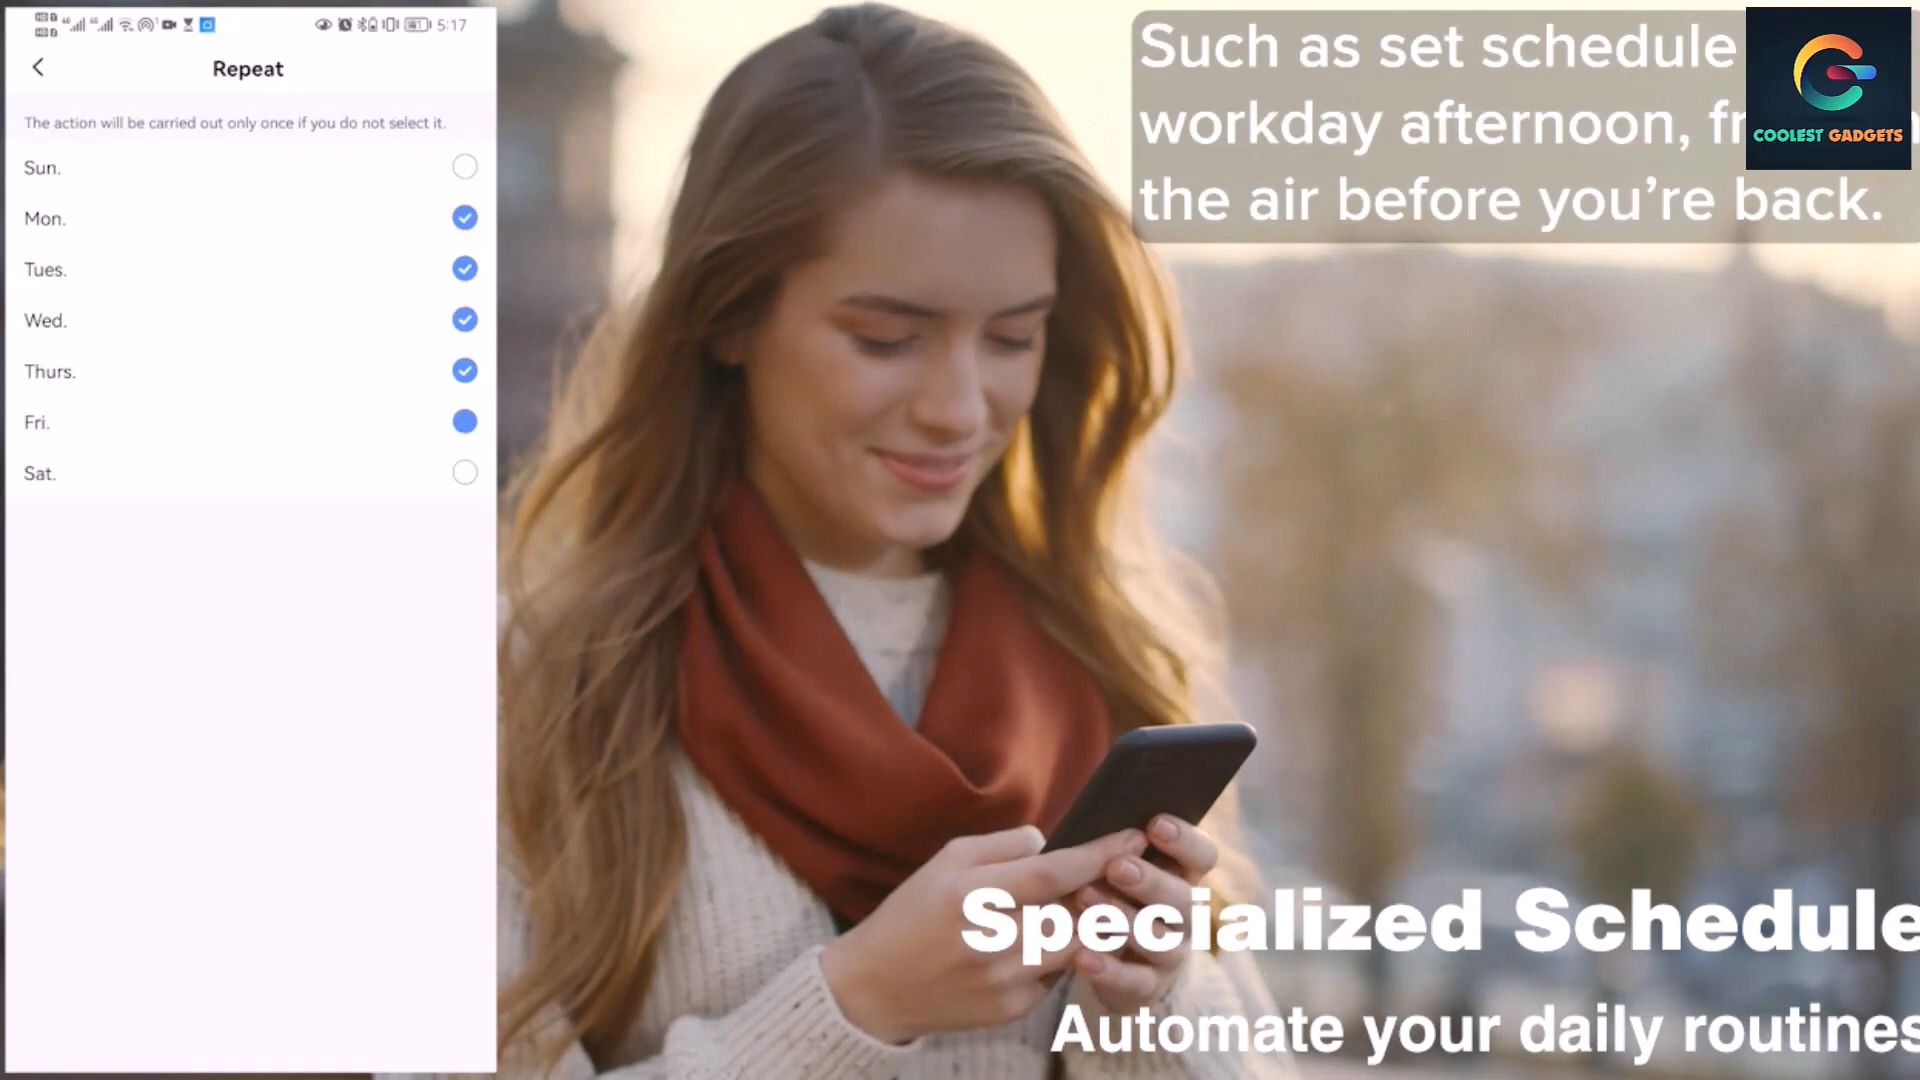 5:17
Repeat
The action will be carried out only once if you do not select it.
Sun.
Mon.
Tues.
Wed.
Thurs.
Fri.
Sat.
Such as set schedule
workday afternoon,
the air before you’re back.
COOLEST GADGETS
Specialized Schedule
Automate your daily routines